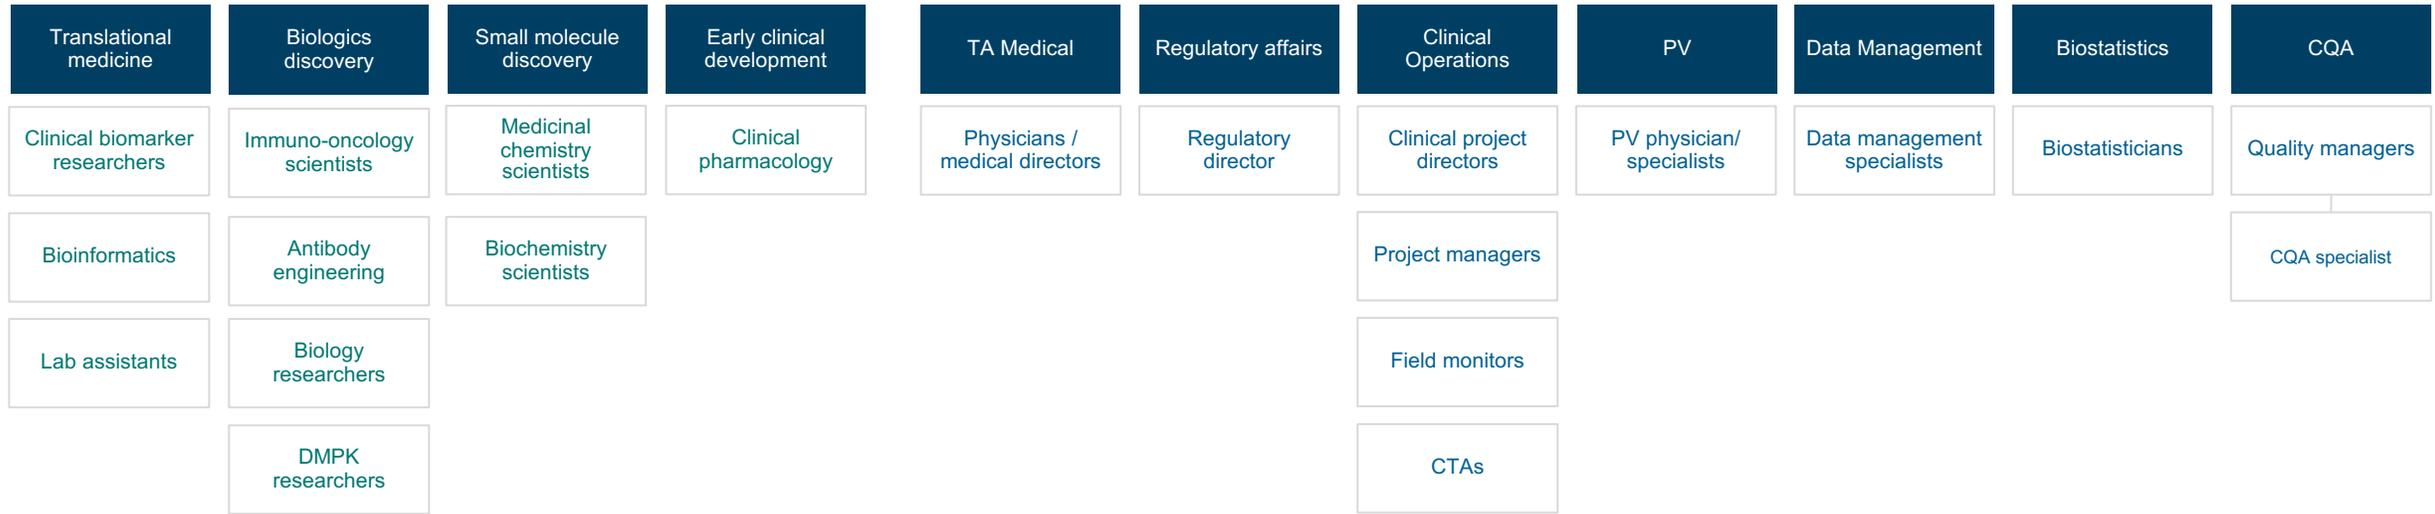 Translational
medicine
Biologics
discovery
Small molecule
discovery
Early clinical
development
TA Medical
Regulatory affairs
Clinical
Operations
PV
Data Management
Biostatistics
CQA
Clinical biomarker
researchers
Immuno-oncology
scientists
Medicinal
chemistry
scientists
Clinical
pharmacology
Physicians /
medical directors
Regulatory
director
Clinical project
directors
PV physician/
specialists
Data management
specialists
Biostatisticians
Quality managers
Bioinformatics
Antibody
engineering
Biochemistry
scientists
Project managers
CQA specialist
Lab assistants
Biology
researchers
Field monitors
DMPK
researchers
CTAs